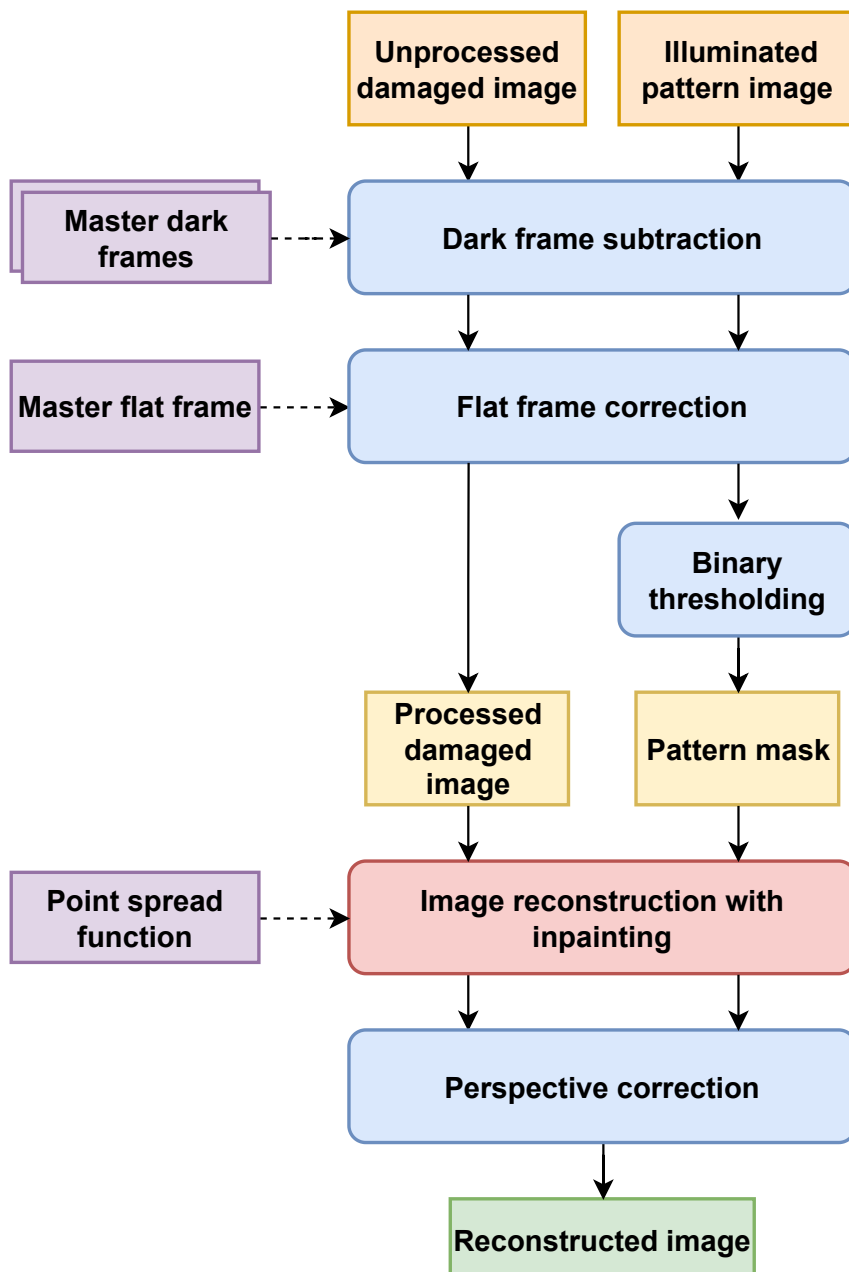 Unprocessed
damaged image
Illuminated
pattern image
Master dark
frames
Dark frame subtraction
Master flat frame
Flat frame correction
Binary
thresholding
Processed
damaged
image
Pattern mask
Point spread
function
Image reconstruction with
inpainting
Perspective correction
Reconstructed image